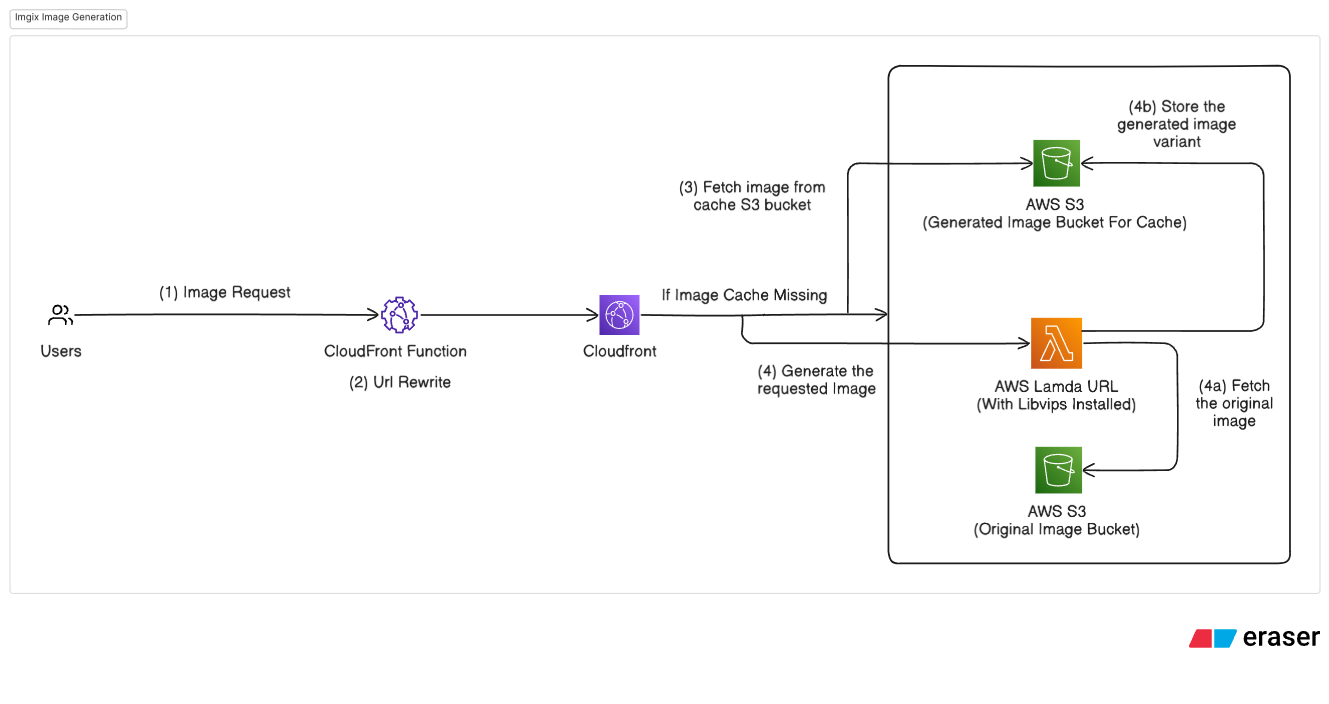 Imgix Image Generation
(4b) Store the
generated image
variant
(3) Fetch image from
cache S3 bucket
AWS S3
(Generated Image Bucket For Cache)
(1) Image Request
If Image Cache Missing
Users
CloudFront Function
(2) Url Rewrite
Cloudfront
(4) Generate the
requested Image
AWS Lamda URL
(With Libvips Installed)
(4a) Fetch
the original
image
AWS S3
(Original Image Bucket)
eraser